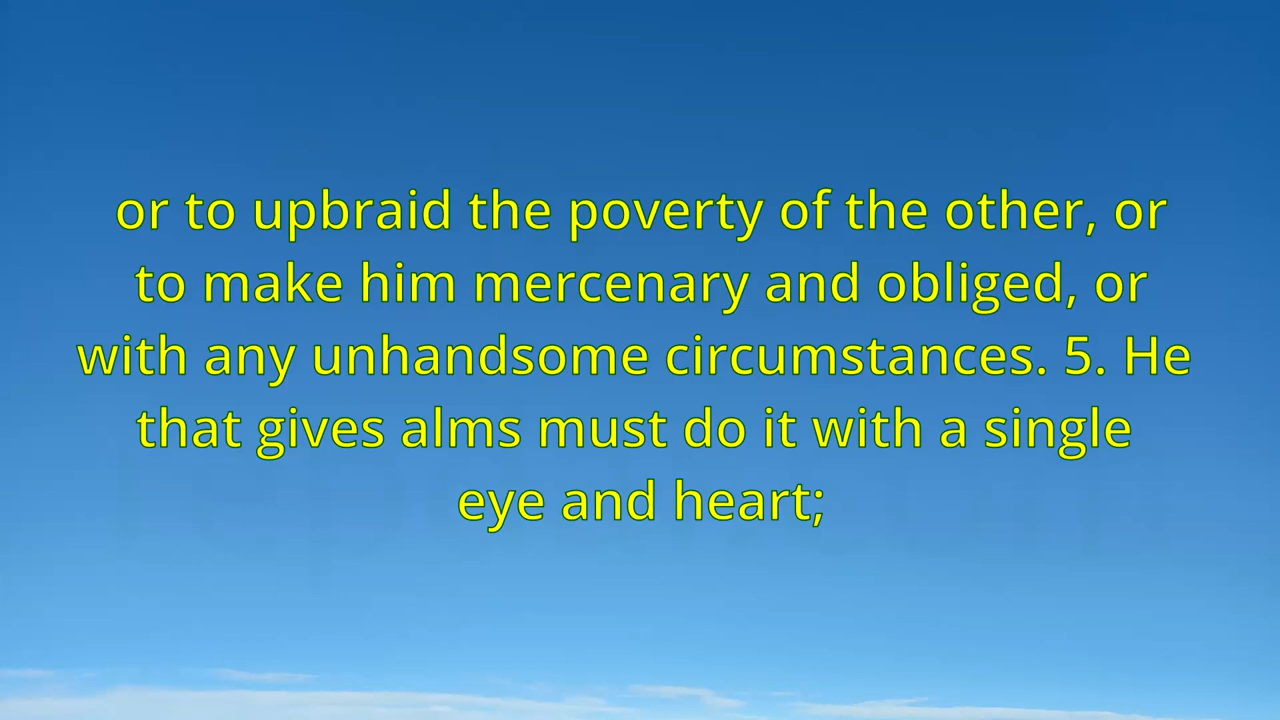 or to upbraid the poverty of the other, or
to make him mercenary and obliged, or
with any unhandsome circumstances. 5. He
that gives alms must do it with a single
eye and heart;